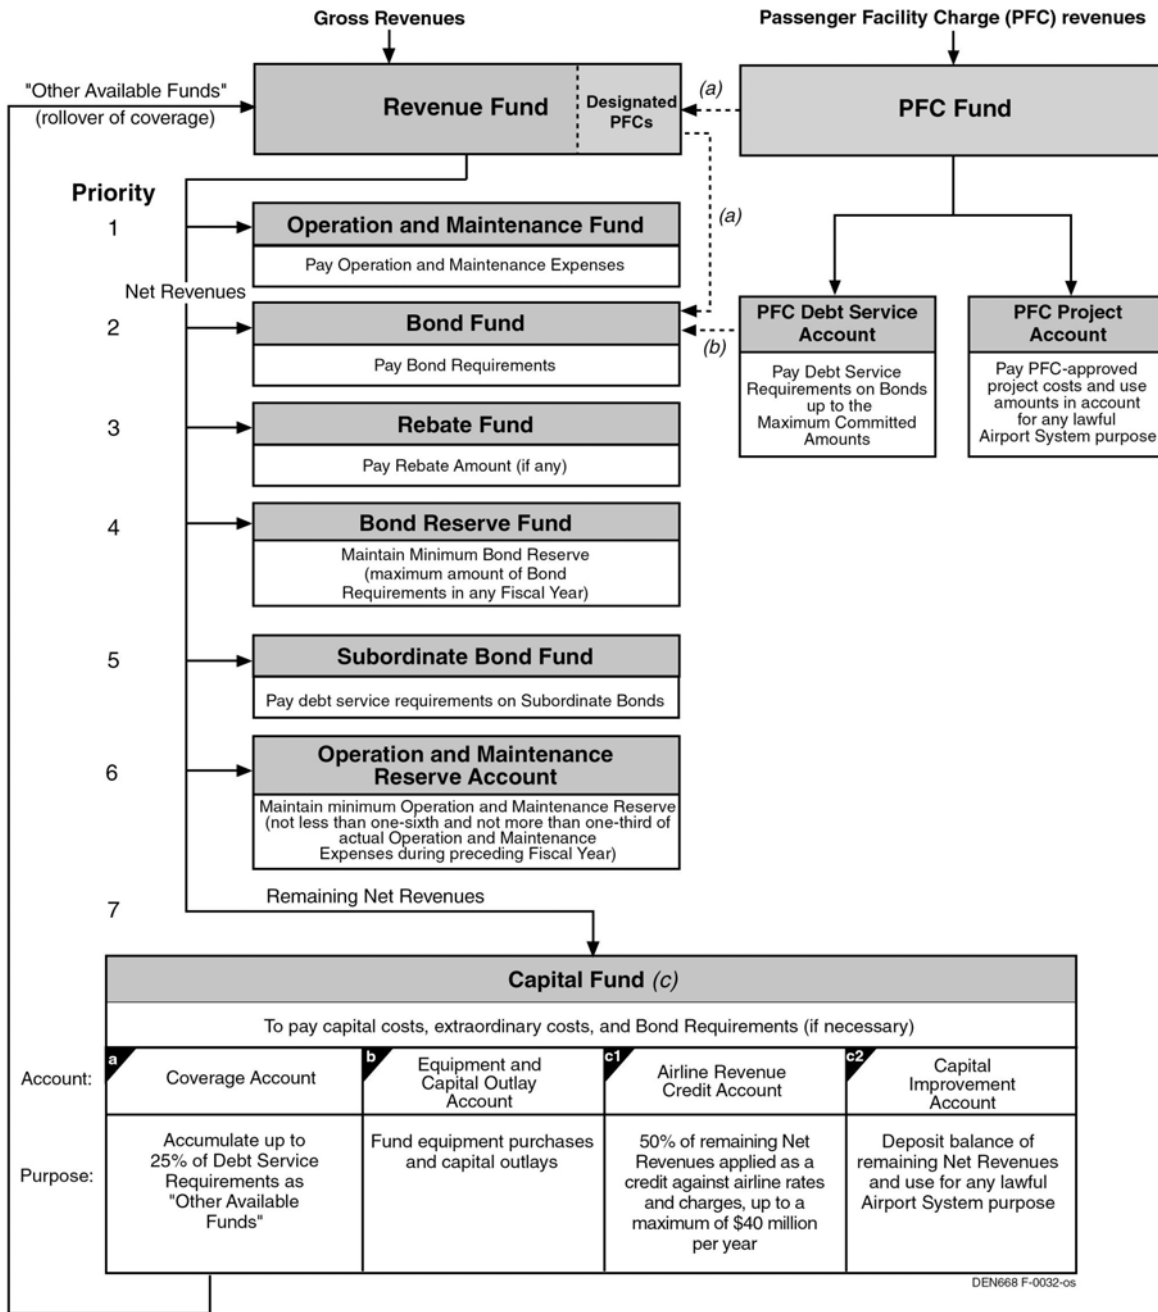 Gross Revenues
Passenger Facility Charge (PFC) revenues
"Other Available Funds"
(rollover of coverage)
Revenue Fund
Designated
PFCs
(a)
PFC Fund
Priority
1
Operation and Maintenance Fund
Pay Operation and Maintenance Expenses
(a)
Net Revenues
2
Bond Fund
Pay Bond Requirements
(b)
PFC Debt Service
Account
Pay Debt Service
Requirements on Bonds
up to the
Maximum Committed
Amounts
PFC Project
Account
Pay PFC-approved
project costs and use
amounts in account
for any lawful
Airport System purpose
3
Rebate Fund
Pay Rebate Amount (if any)
4
Bond Reserve Fund
Maintain Minimum Bond Reserve
(maximum amount of Bond
Requirements in any Fiscal Year)
5
Subordinate Bond Fund
Pay debt service requirements on Subordinate Bonds
6
Operation and Maintenance
Reserve Account
Maintain minimum Operation and Maintenance Reserve
(not less than one-sixth and not more than one-third of
actual Operation and Maintenance
Expenses during preceding Fiscal Year)
7
Remaining Net Revenues
Capital Fund (c)
To pay capital costs, extraordinary costs, and Bond Requirements (if necessary)
Account:
a
Coverage Account
b
Equipment and
Capital Outlay
Account
c1
Airline Revenue
Credit Account
c2
Capital
Improvement
Account
Purpose:
Accumulate up to
25% of Debt Service
Requirements as
"Other Available
Funds"
Fund equipment purchases
and capital outlays
50% of remaining Net
Revenues applied as a
credit against airline rates
and charges, up to a
maximum of $40 million
per year
Deposit balance of
remaining Net Revenues
and use for any lawful
Airport System purpose
DEN668 F-0032-os